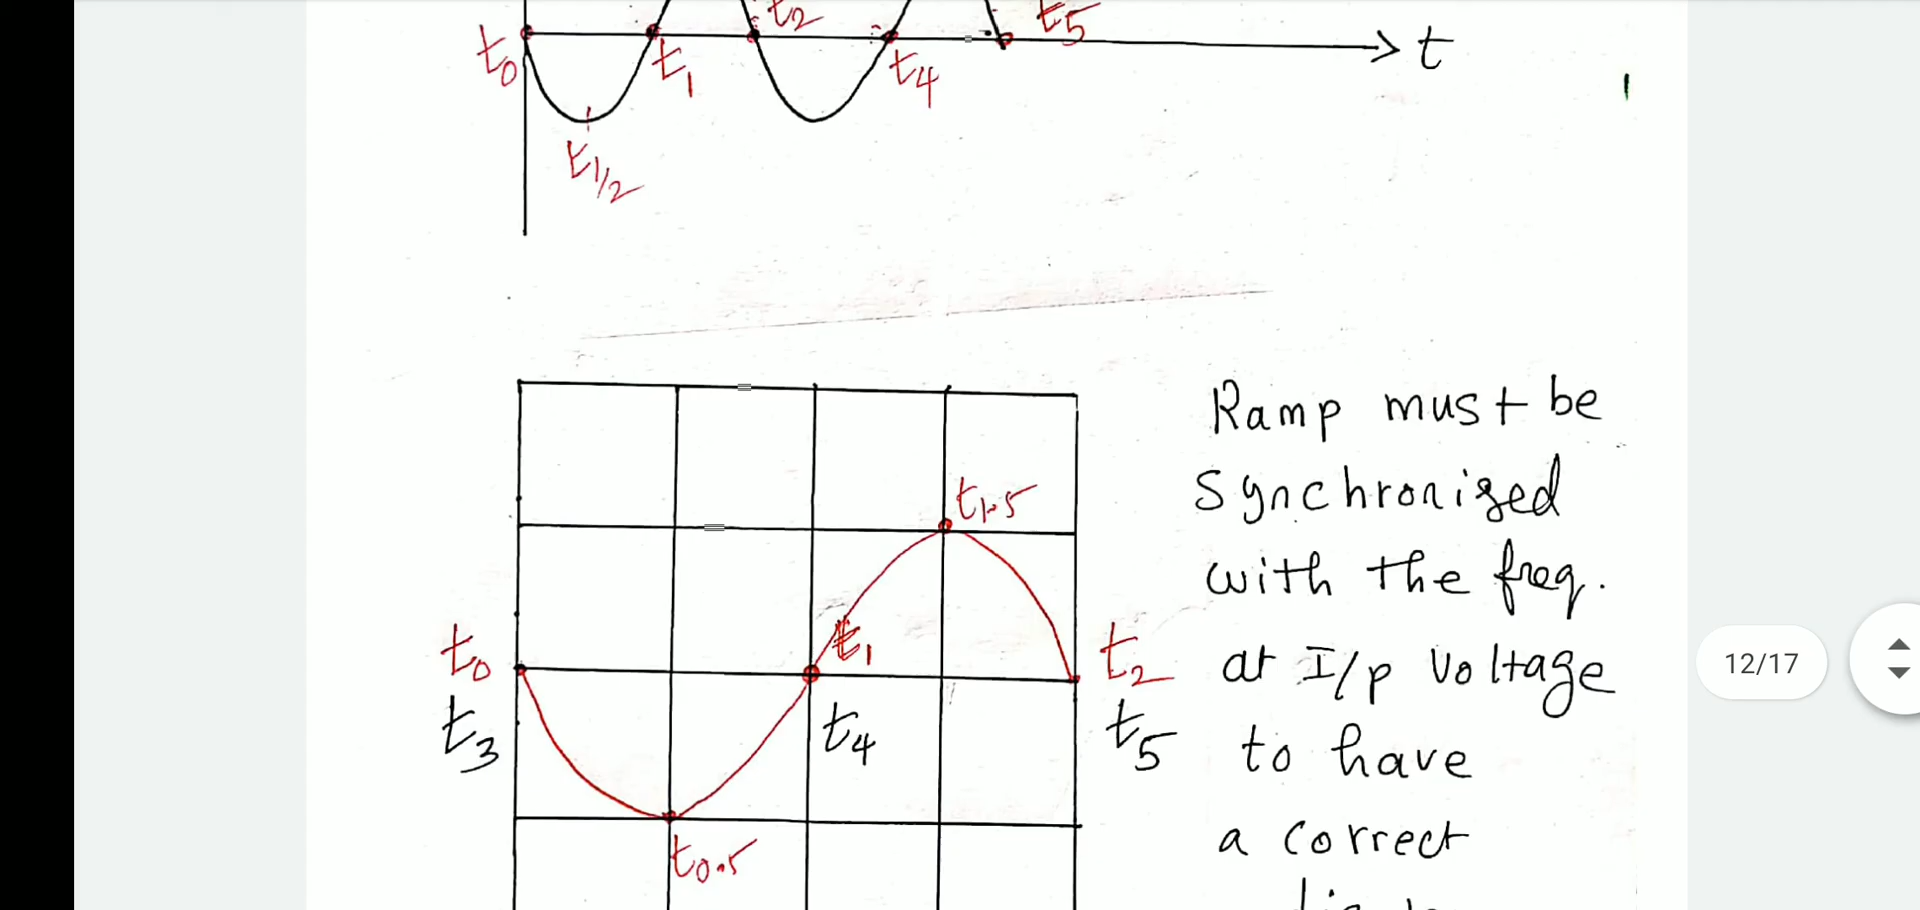 t2
t5
t0
t1
t4
t
t1/2
Ramp must be
t1.5
Synchronized
with the freq.
t0
t1
t2
at I/p Voltage
12/17
t3
t4
t5
to have
a correct
t0.5